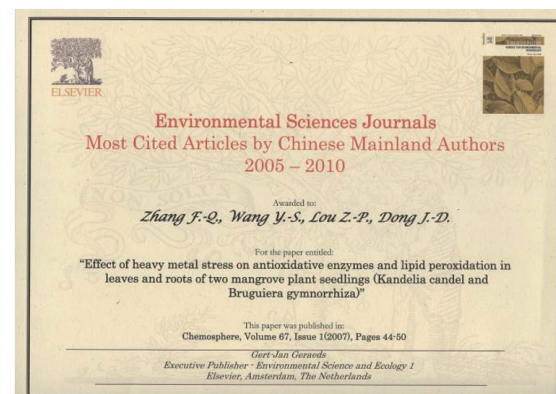 ELSEVIER
Environmental Sciences Journals
Most Cited Articles by Chinese Mainland Authors
2005 – 2010
Awarded to:
Zhang F.-Q., Wang Y.-S., Lou Z.-P., Dong J.-D.
For the paper entitled:
“Effect of heavy metal stress on antioxidative enzymes and lipid peroxidation in
leaves and roots of two mangrove plant seedlings (Kandelia candel and
Bruguiera gymnorrhiza)”
This paper was published in:
Chemosphere, Volume 67, Issue 1(2007), Pages 44-50
Gert-Jan Geraeds
Executive Publisher - Environmental Science and Ecology 1
Elsevier, Amsterdam, The Netherlands